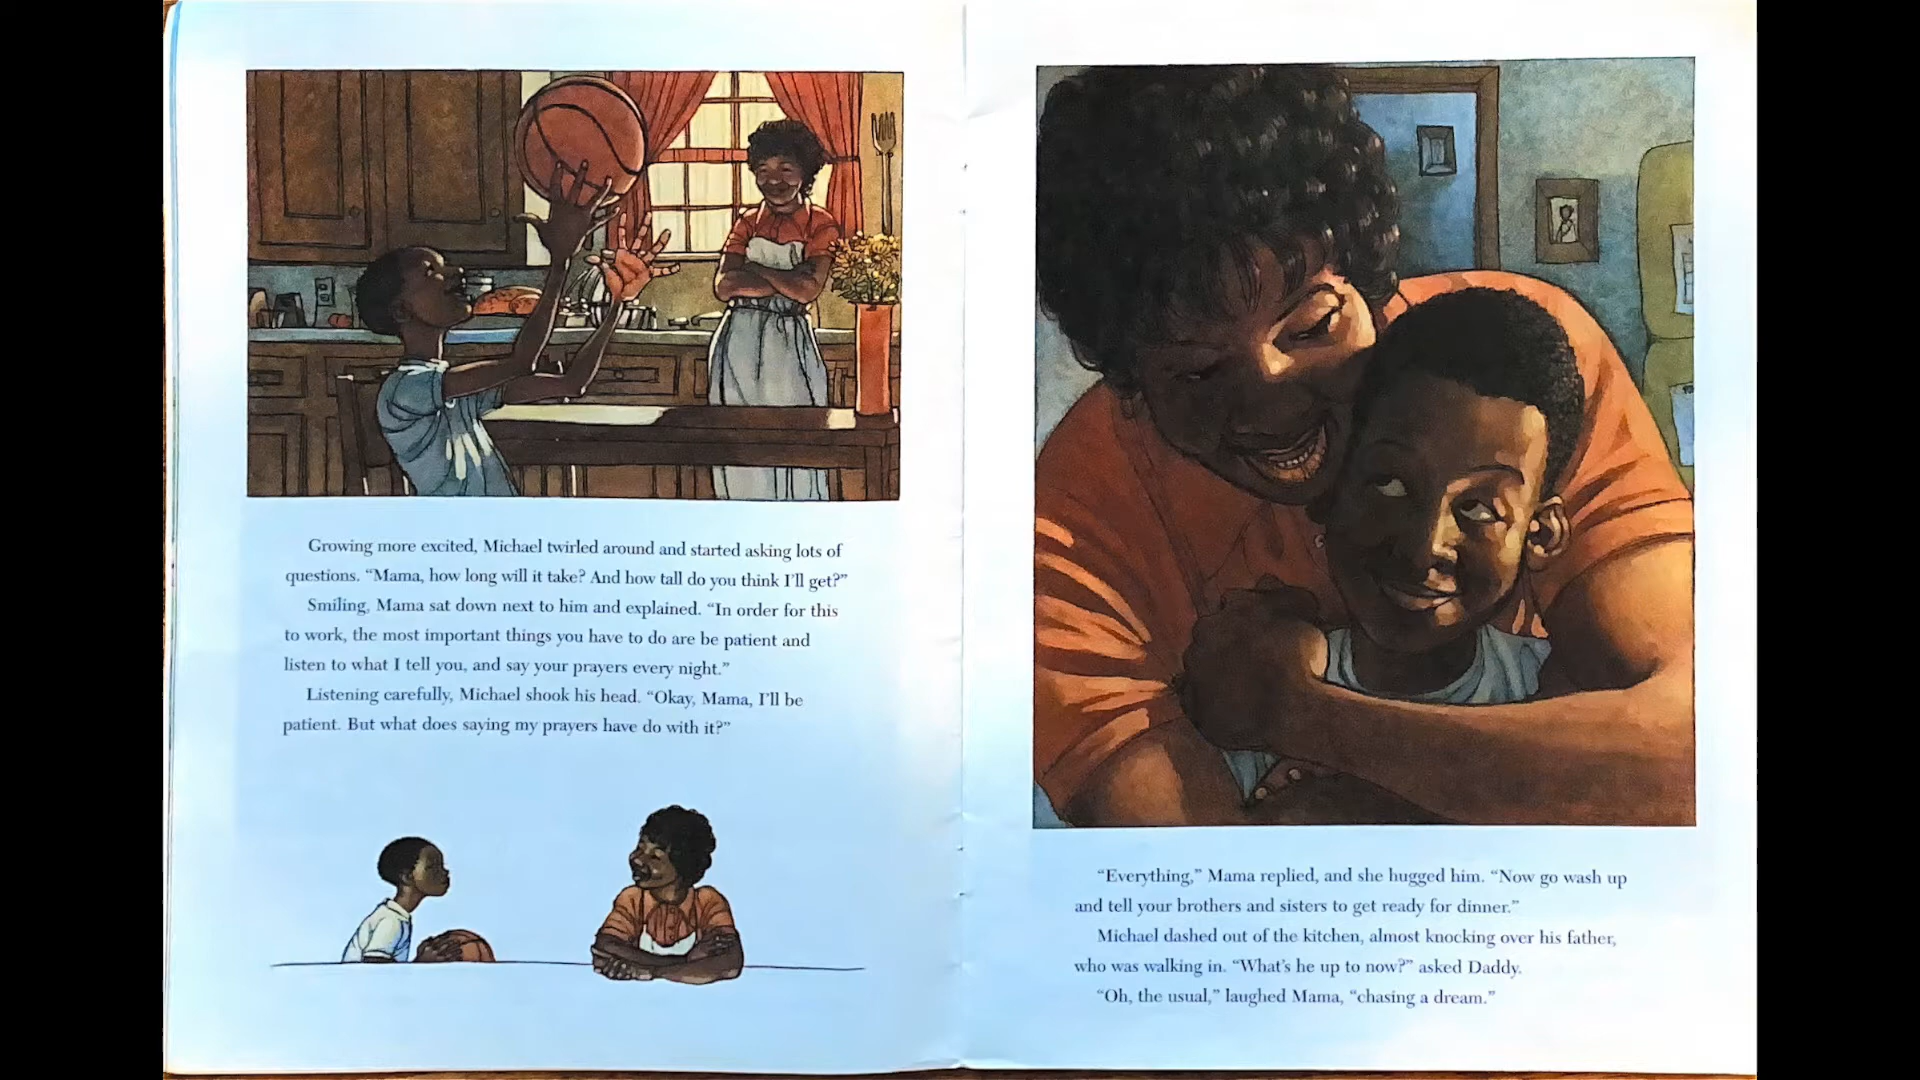 Growing more excited, Michael twirled around and started asking lots of
questions. “Mama, how long will it take? And how tall do you think I’ll get?”
Smiling, Mama sat down next to him and explained. “In order for this
to work, the most important things you have to do are be patient and
listen to what I tell you, and say your prayers every night.”
Listening carefully, Michael shook his head. “Okay, Mama, I’ll be
patient. But what does saying my prayers have do with it?”
“Everything,” Mama replied, and she hugged him. “Now go wash up
and tell your brothers and sisters to get ready for dinner.”
Michael dashed out of the kitchen, almost knocking over his father,
who was walking in. “What’s he up to now?” asked Daddy.
“Oh, the usual,” laughed Mama, “chasing a dream.”